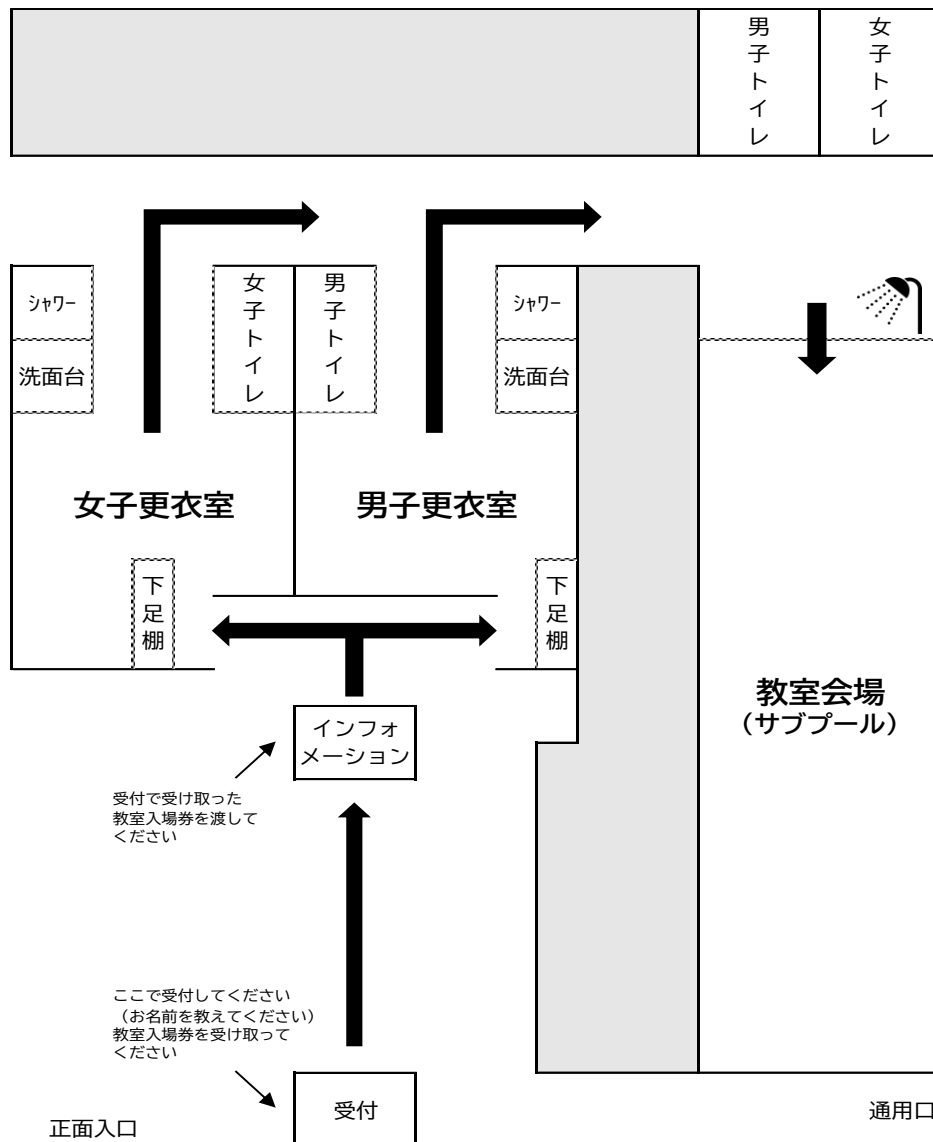 男子トイレ
女子トイレ
シャワー
女子トイレ
男子トイレ
シャワー
洗面台
洗面台
女子更衣室
男子更衣室
下足棚
下足棚
教室会場
（サブプール）
インフォ
メーション
受付で受け取った
教室入場券を渡して
ください
ここで受付してください
（お名前を教えてください）
教室入場券を受け取って
ください
受付
正面入口
通用口